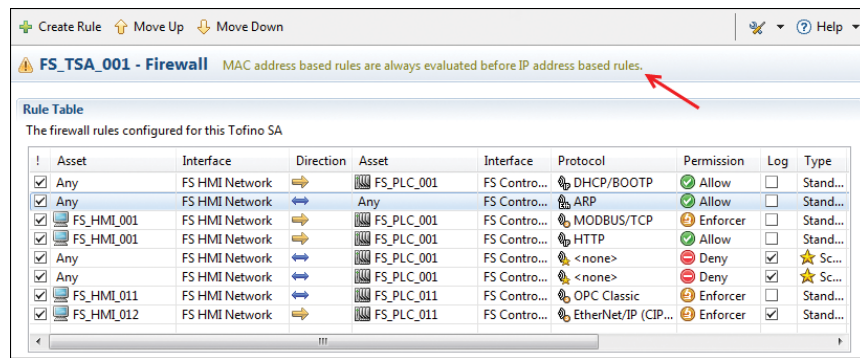 Create Rule Move Up Move Down Help
FS_TSA_001 - Firewall MAC address based rules are always evaluated before IP address based rules.
Rule Table
The firewall rules configured for this Tofino SA
! Asset Interface Direction Asset Interface Protocol Permission Log Type
Any FS HMI Network FS_PLC_001 FS Contro... DHCP/BOOTP Allow Stand...
Any FS HMI Network Any FS Contro... ARP Allow Stand...
FS_HMI_001 FS HMI Network FS_PLC_001 FS Contro... MODBUS/TCP Enforcer Stand...
FS_HMI_001 FS HMI Network FS_PLC_001 FS Contro... HTTP Allow Stand...
Any FS HMI Network FS_PLC_001 FS Contro... <none> Deny Sc...
Any FS HMI Network FS_PLC_001 FS Contro... <none> Deny Sc...
FS_HMI_011 FS HMI Network FS_PLC_011 FS Contro... OPC Classic Enforcer Stand...
FS_HMI_012 FS HMI Network FS_PLC_011 FS Contro... EtherNet/IP (CIP... Enforcer Stand...